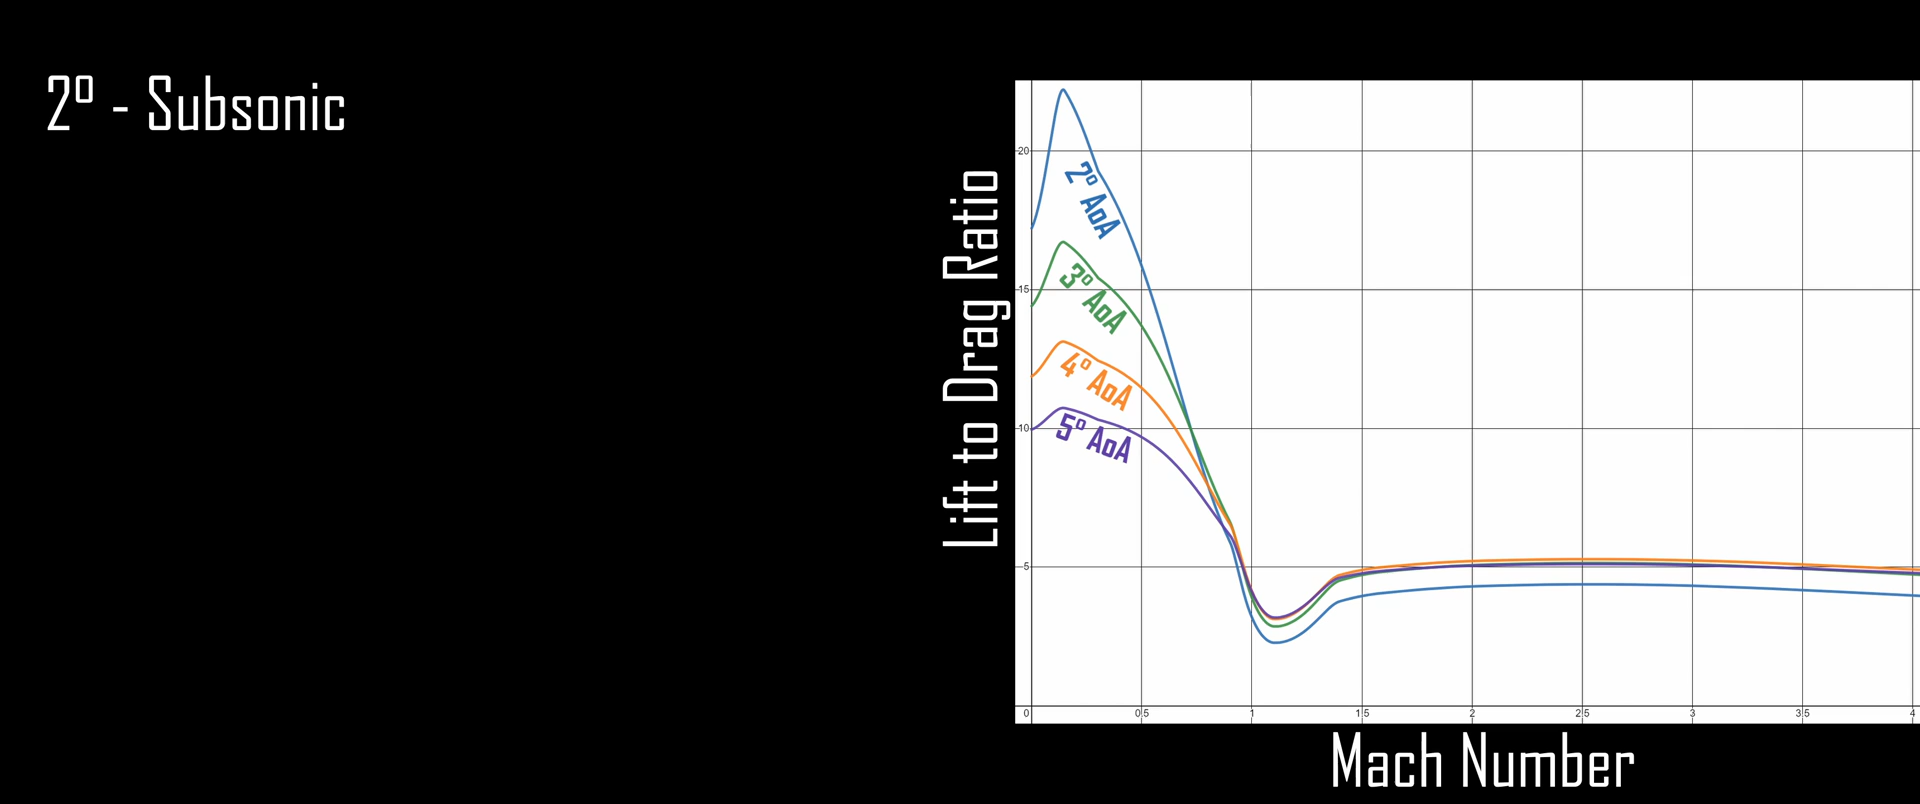 2º - Subsonic
Lift to Drag Ratio
20
15
10
5
2º AoA
3º AoA
4º AoA
5º AoA
0 0.5 1 1.5 2 2.5 3 3.5 4
Mach Number